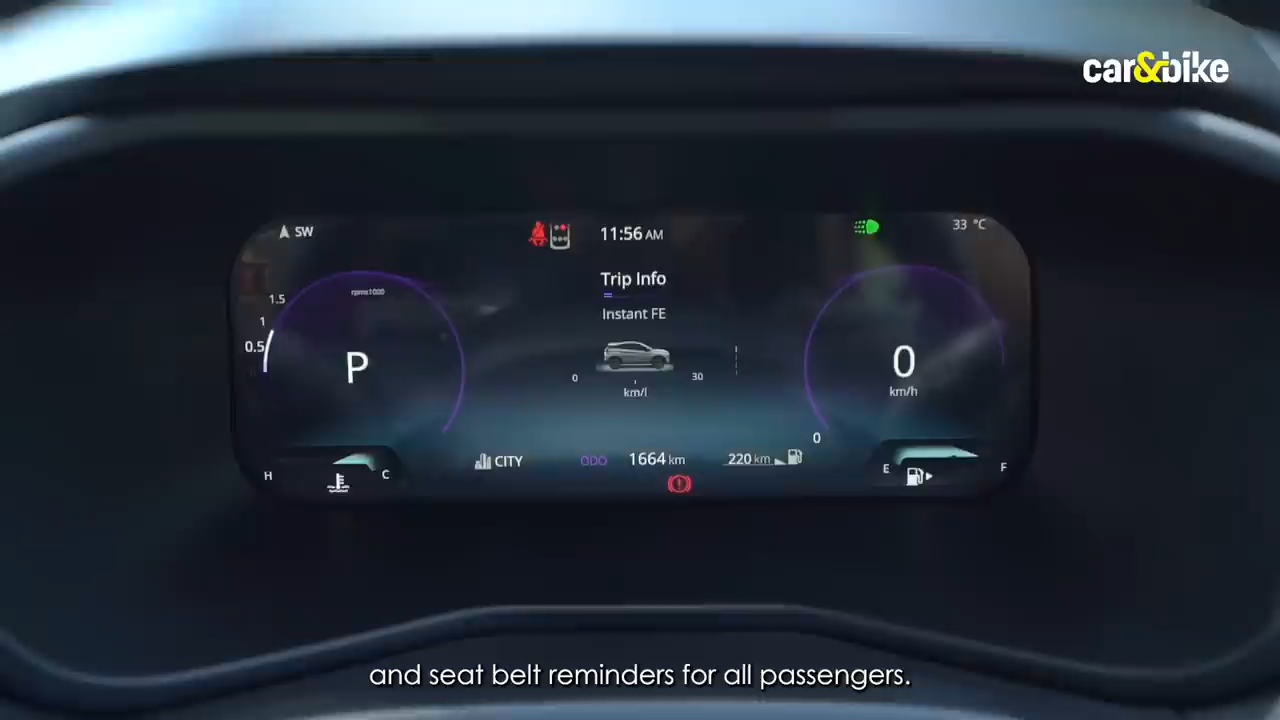 car&bike
SW
11:56 AM
33 °C
Trip Info
Instant FE
1.5
1
0.5
rpmx1000
P
0
30
km/l
0
km/h
0
CITY
ODO
1664 km
220 km
H
C
E
F
and seat belt reminders for all passengers.